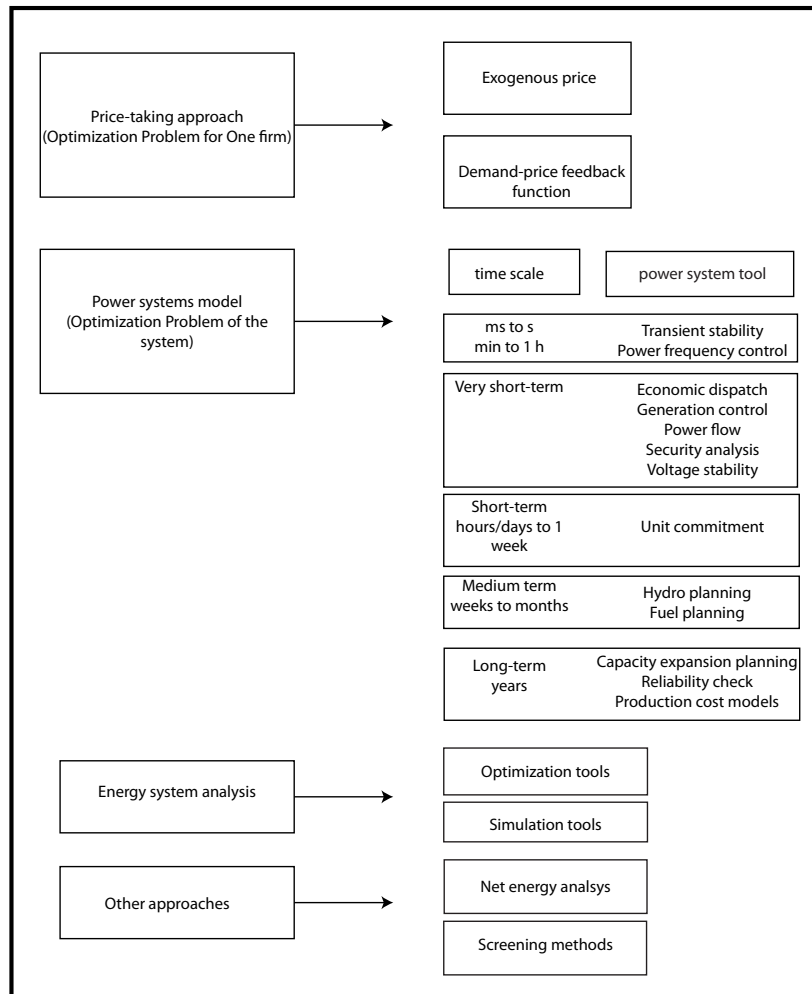 Price-taking approach
(Optimization Problem for One firm)
Exogenous price
Demand-price feedback
function
Power systems model
(Optimization Problem of the
system)
time scale
power system tool
ms to s
min to 1 h
Transient stability
Power frequency control
Very short-term
Economic dispatch
Generation control
Power flow
Security analysis
Voltage stability
Short-term
hours/days to 1
week
Unit commitment
Medium term
weeks to months
Hydro planning
Fuel planning
Long-term
years
Capacity expansion planning
Reliability check
Production cost models
Energy system analysis
Optimization tools
Simulation tools
Other approaches
Net energy analsys
Screening methods